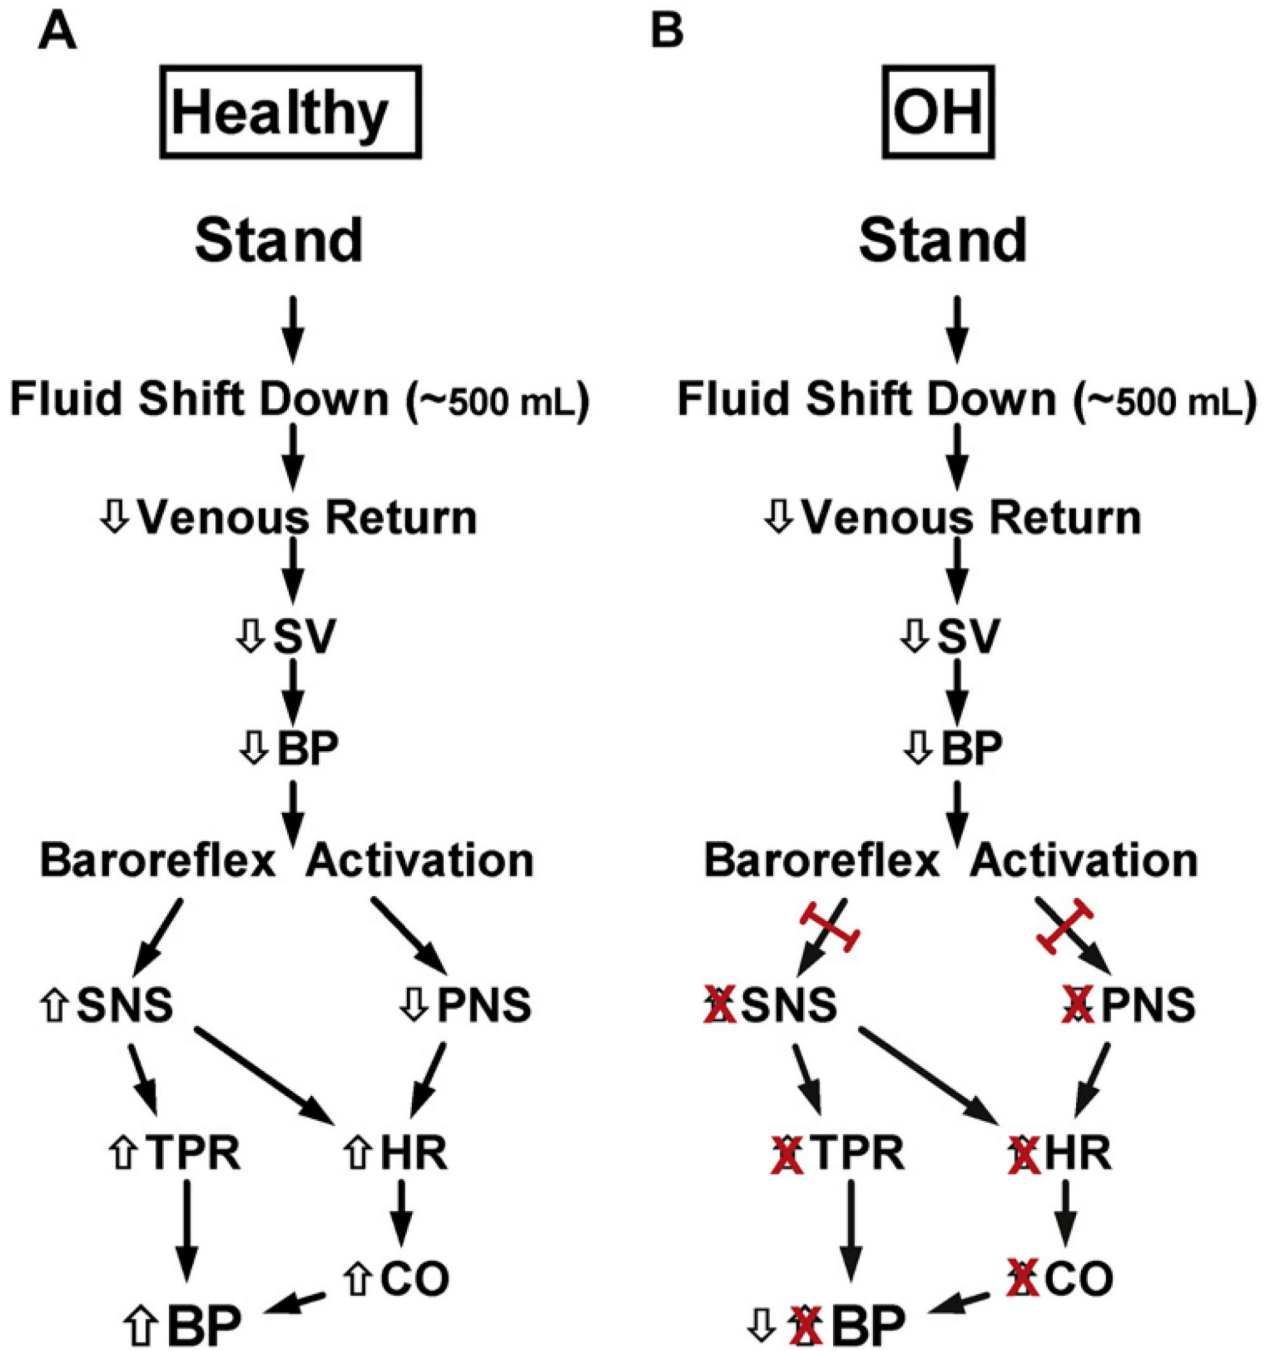 A
Healthy
Stand
Fluid Shift Down (~500 mL)
⇩Venous Return
⇩SV
⇩BP
Baroreflex Activation
⇧SNS ⇩PNS
⇧TPR ⇧HR
⇧CO
⇧BP
B
OH
Stand
Fluid Shift Down (~500 mL)
⇩Venous Return
⇩SV
⇩BP
Baroreflex Activation
X SNS X PNS
X TPR X HR
X CO
⇩ X BP